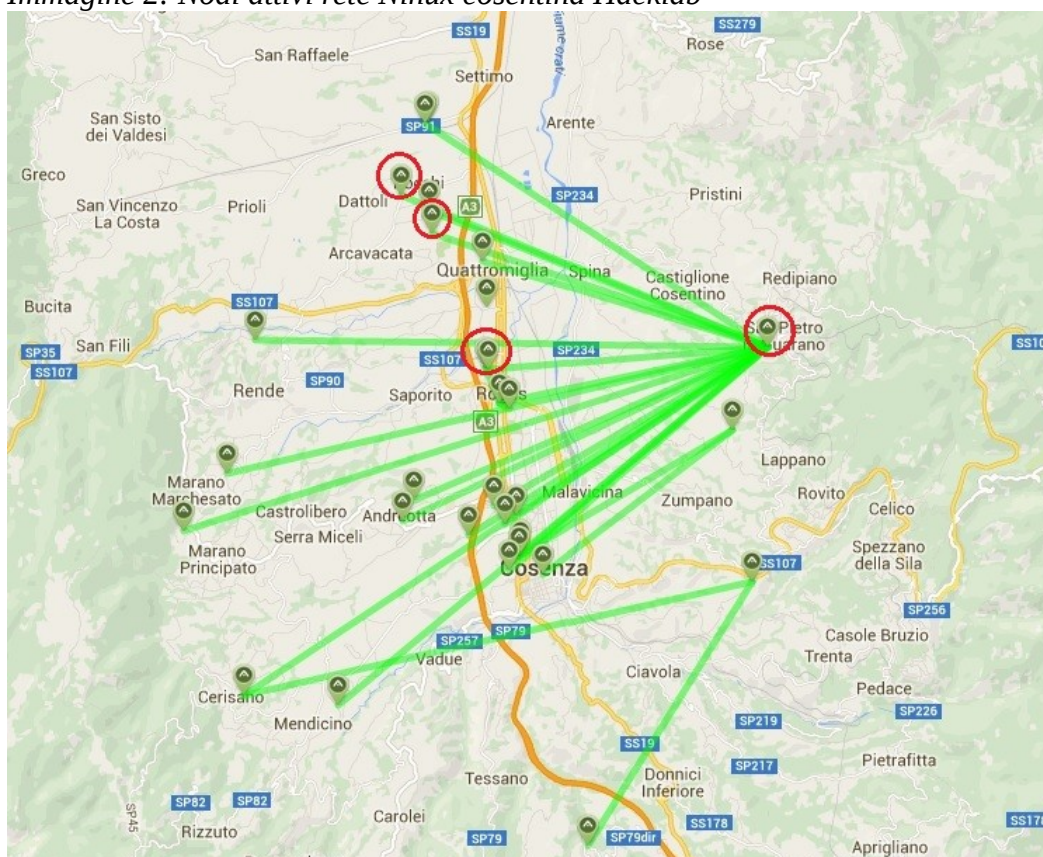 Immagine 2: Nodi attivi rete Ninux cosentina Hacklab
SS279
SS19
Rose
San Raffaele
Settimo
San Sisto
dei Valdesi
SP91
Arente
Greco
Pristini
SP234
Dattoli
San Vincenzo
La Costa
Prioli
A3
Arcavacata
Quattromiglia
Spina
Castiglione
Cosentino
Redipiano
Bucita
SS107
Pietro
San Fili
SP35
SS107
SS107
SP234
SP90
Rende
Saporito
A3
Lappano
Marano
Marchesato
Malavicina
Zumpano
Rovito
Castrolibero
Andreotta
Celico
Serra Miceli
Marano
Principato
Spezzano
della Sila
Cosenza
SS107
SP256
SP79
SP257
Casole Bruzio
Vadue
Trenta
Ciavola
Cerisano
Pedace
Mendicino
SP226
SP219
SS19
Pietrafitta
SP217
Tessano
Donnici
Inferiore
SP82
SP82
SP45
Carolei
SS178
SS178
Rizzuto
SP79
SP79dir
Aprigliano